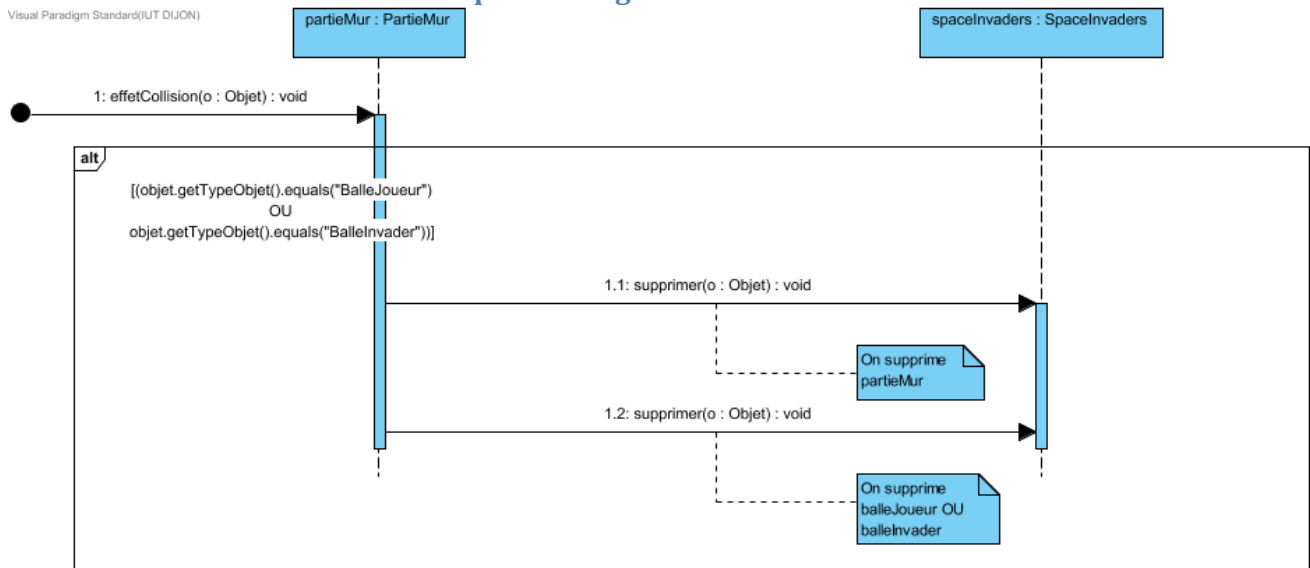 Visual Paradigm Standard(IUT DIJON)
partieMur : PartieMur
spaceInvaders : SpaceInvaders
1: effetCollision(o : Objet) : void
alt
[(objet.getTypeObjet().equals("BalleJoueur")
OU
objet.getTypeObjet().equals("BalleInvader"))]
1.1: supprimer(o : Objet) : void
On supprime
partieMur
1.2: supprimer(o : Objet) : void
On supprime
balleJoueur OU
balleInvader